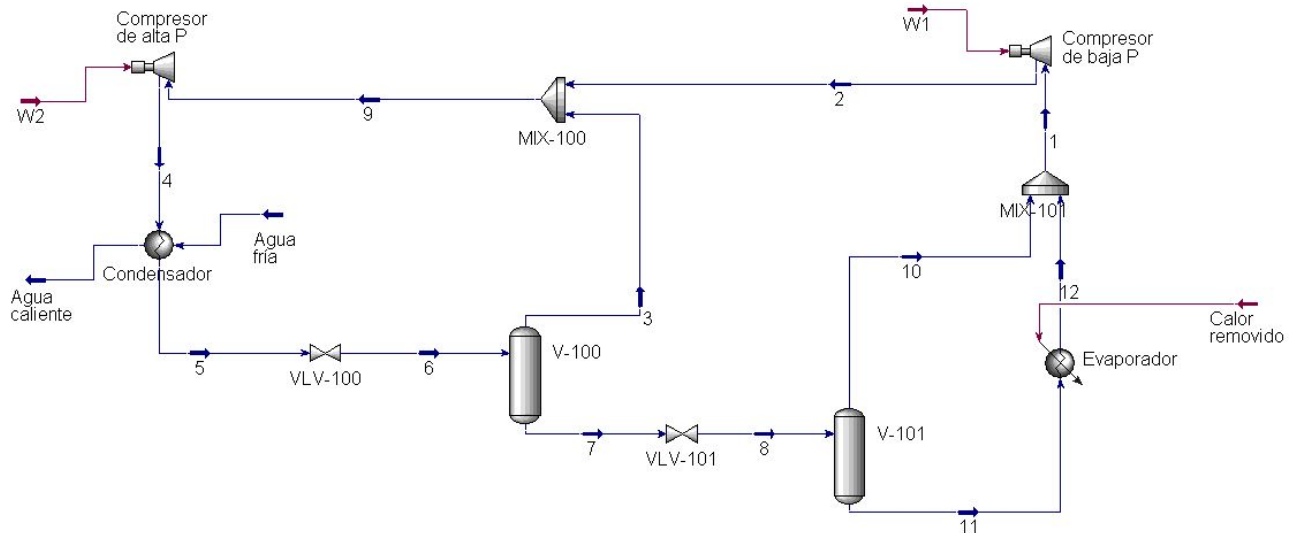 Compresor
de alta P
W1
Compresor
de baja P
W2
9
MIX-100
2
1
4
MIX-101
Agua
fría
Condensador
10
Agua
caliente
3
12
Calor
removido
5
VLV-100
6
V-100
Evaporador
7
VLV-101
8
V-101
11